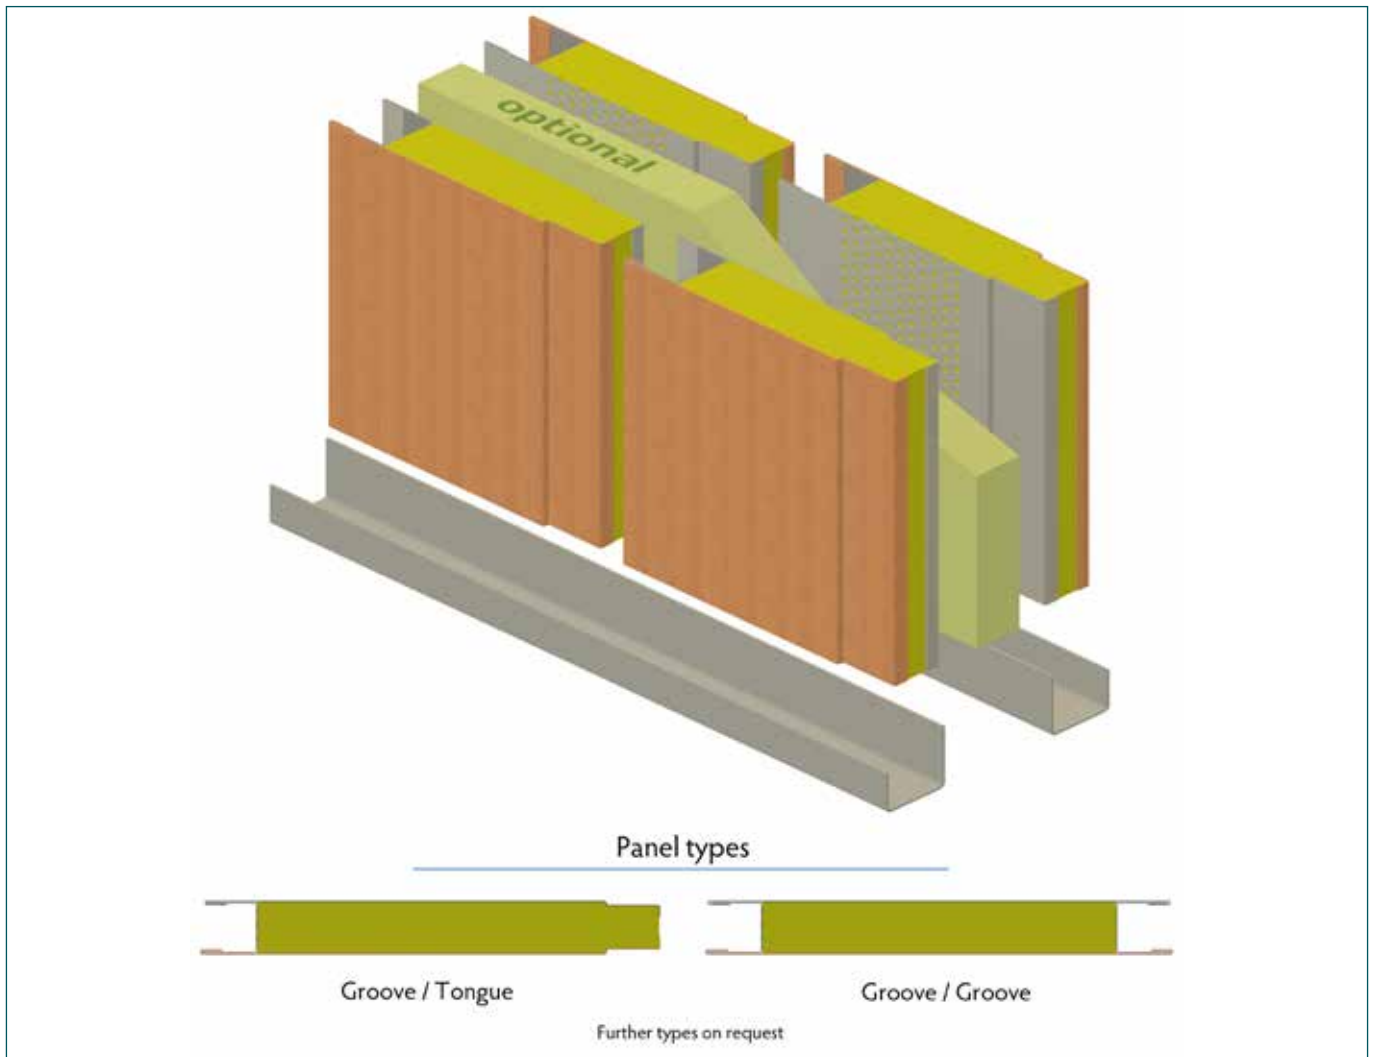 optional
Panel types
Groove / Tongue
Groove / Groove
Further types on request